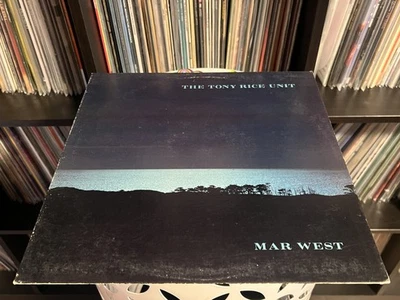 THE TONY RICE UNIT
MAR WEST